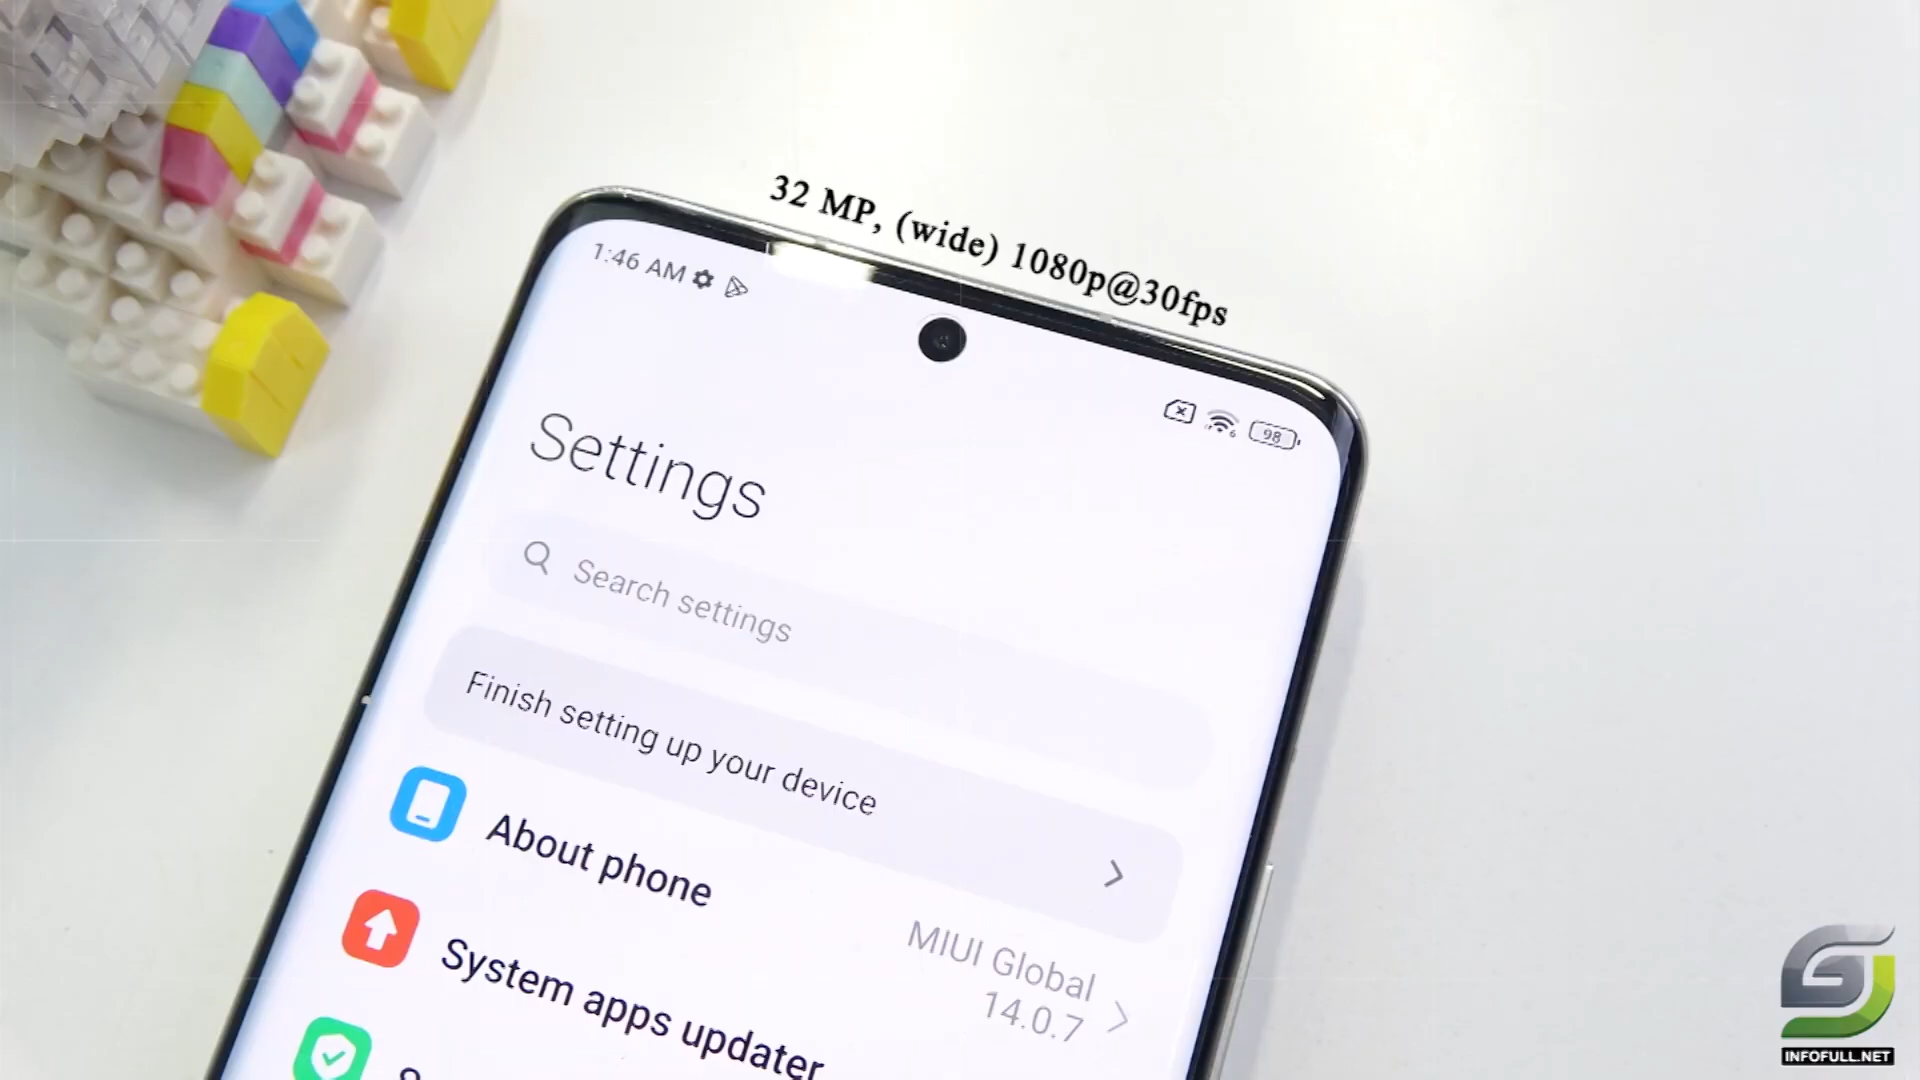 32 MP, (wide) 1080p@30fps
1:46 AM
98
Settings
Search settings
Finish setting up your device
About phone
MIUI Global
14.0.7
System apps updater
INFOFULL.NET